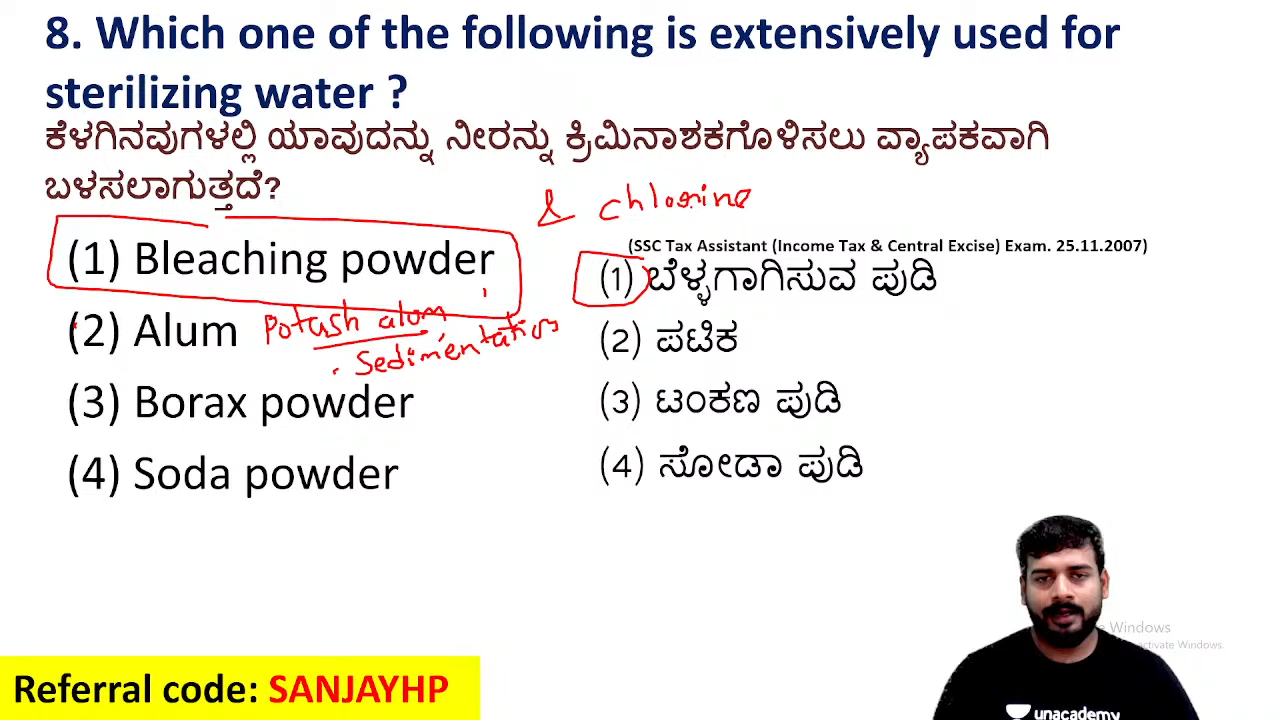 8. Which one of the following is extensively used for
sterilizing water ?
ಕೆಳಗಿನವುಗಳಲ್ಲಿ ಯಾವುದನ್ನು ನೀರನ್ನು ಕ್ರಿಮಿನಾಶಕಗೊಳಿಸಲು ವ್ಯಾಪಕವಾಗಿ
ಬಳಸಲಾಗುತ್ತದೆ?
& chlorine
(SSC Tax Assistant (Income Tax & Central Excise) Exam. 25.11.2007)
(1) Bleaching powder
(2) Alum
Potash alum
Sedimentation
(3) Borax powder
(4) Soda powder
(1) ಬೆಳ್ಳಗಾಗಿಸುವ ಪುಡಿ
(2) ಪಟಿಕ
(3) ಟಂಕಣ ಪುಡಿ
(4) ಸೋಡಾ ಪುಡಿ
Windows
activate Windows.
unacademy
Referral code: SANJAYHP